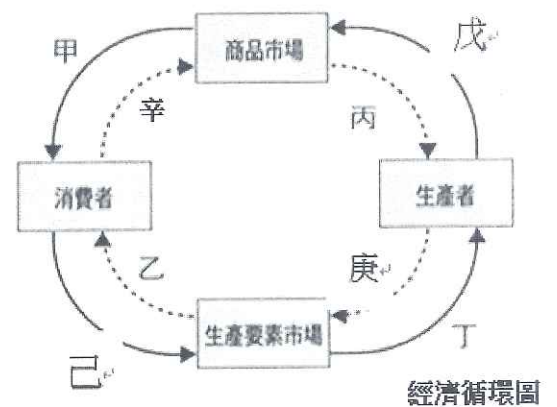 甲
商品市場
戊
辛
丙
消費者
生產者
乙
庚
己
生產要素市場
丁
經濟循環圖